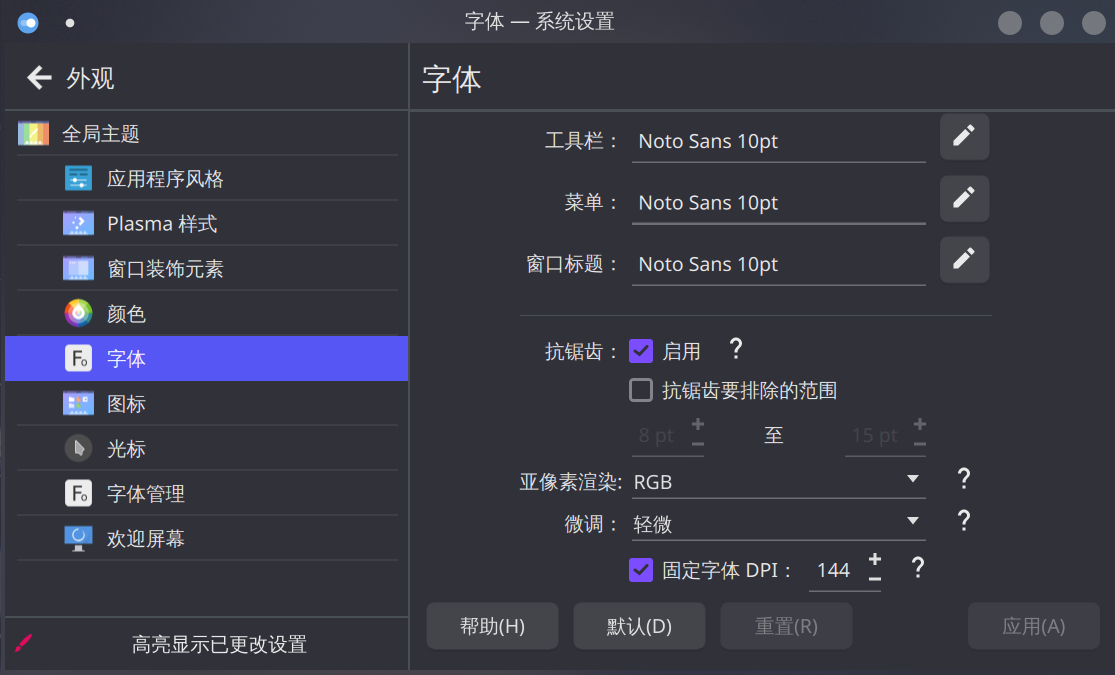 字体 — 系统设置
外观
全局主题
应用程序风格
Plasma 样式
窗口装饰元素
颜色
Fo 字体
图标
光标
Fo 字体管理
欢迎屏幕
高亮显示已更改设置
字体
工具栏： Noto Sans 10pt
菜单： Noto Sans 10pt
窗口标题： Noto Sans 10pt
抗锯齿： 启用 ?
抗锯齿要排除的范围
8 pt + − 至 15 pt + −
亚像素渲染: RGB ?
微调： 轻微 ?
固定字体 DPI： 144 + − ?
帮助(H) 默认(D) 重置(R) 应用(A)